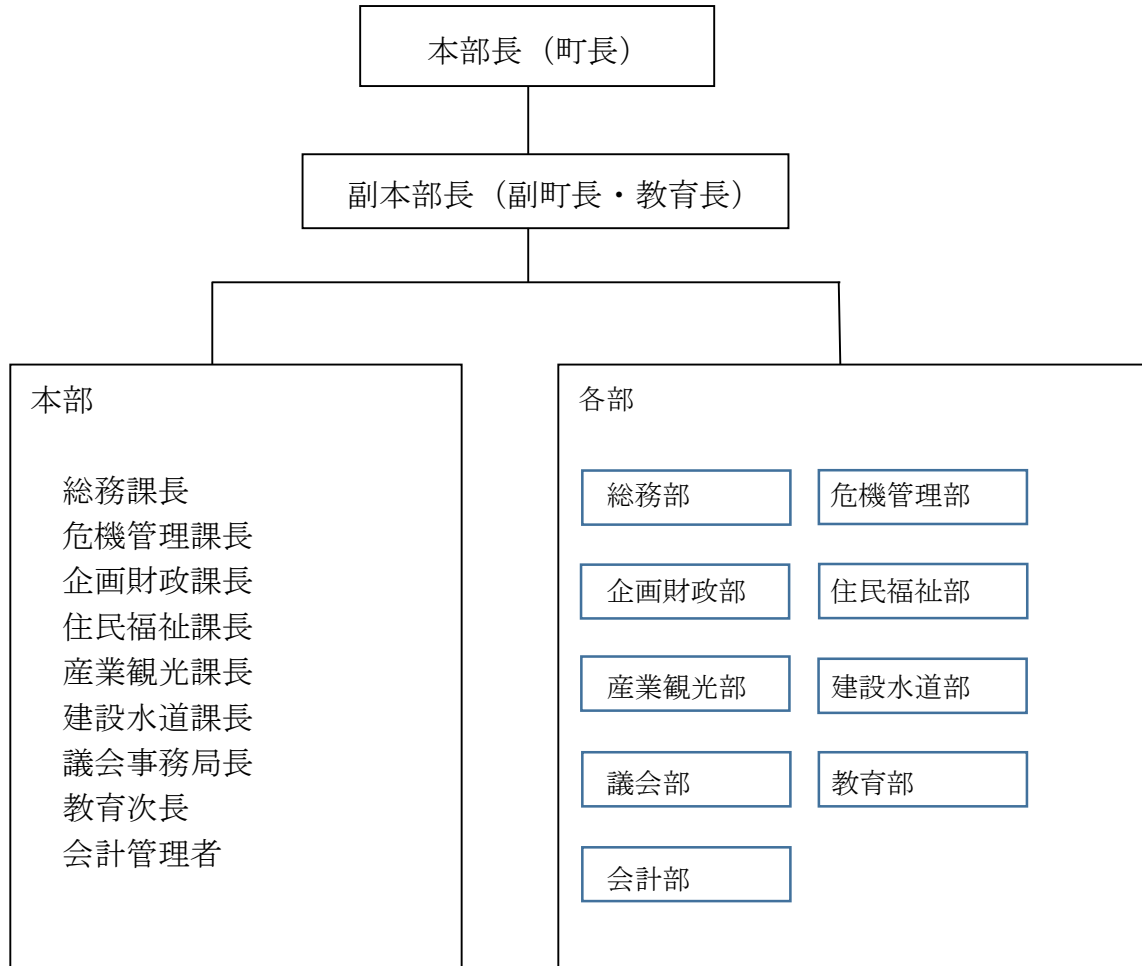 本部長（町長）
副本部長（副町長・教育長）
本部
総務課長
危機管理課長
企画財政課長
住民福祉課長
産業観光課長
建設水道課長
議会事務局長
教育次長
会計管理者
各部
総務部
危機管理部
企画財政部
住民福祉部
産業観光部
建設水道部
議会部
教育部
会計部